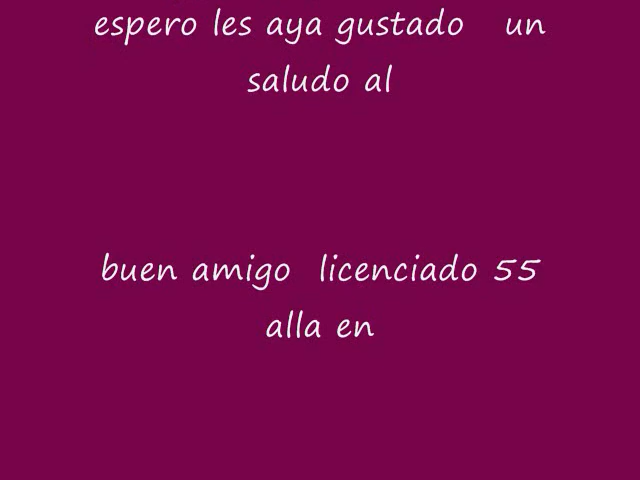 espero les aya gustado un
saludo al
buen amigo licenciado 55
alla en